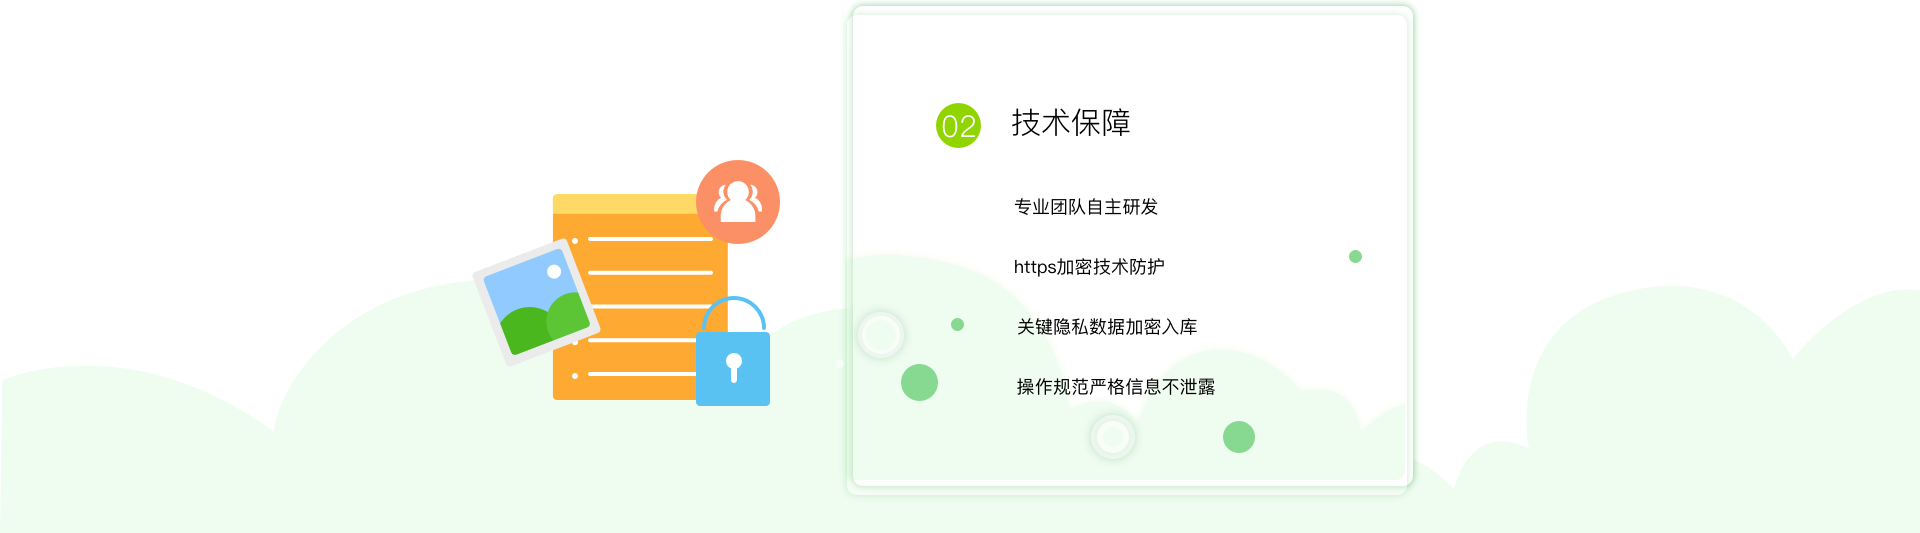 02 技术保障
专业团队自主研发
https加密技术防护
关键隐私数据加密入库
操作规范严格信息不泄露